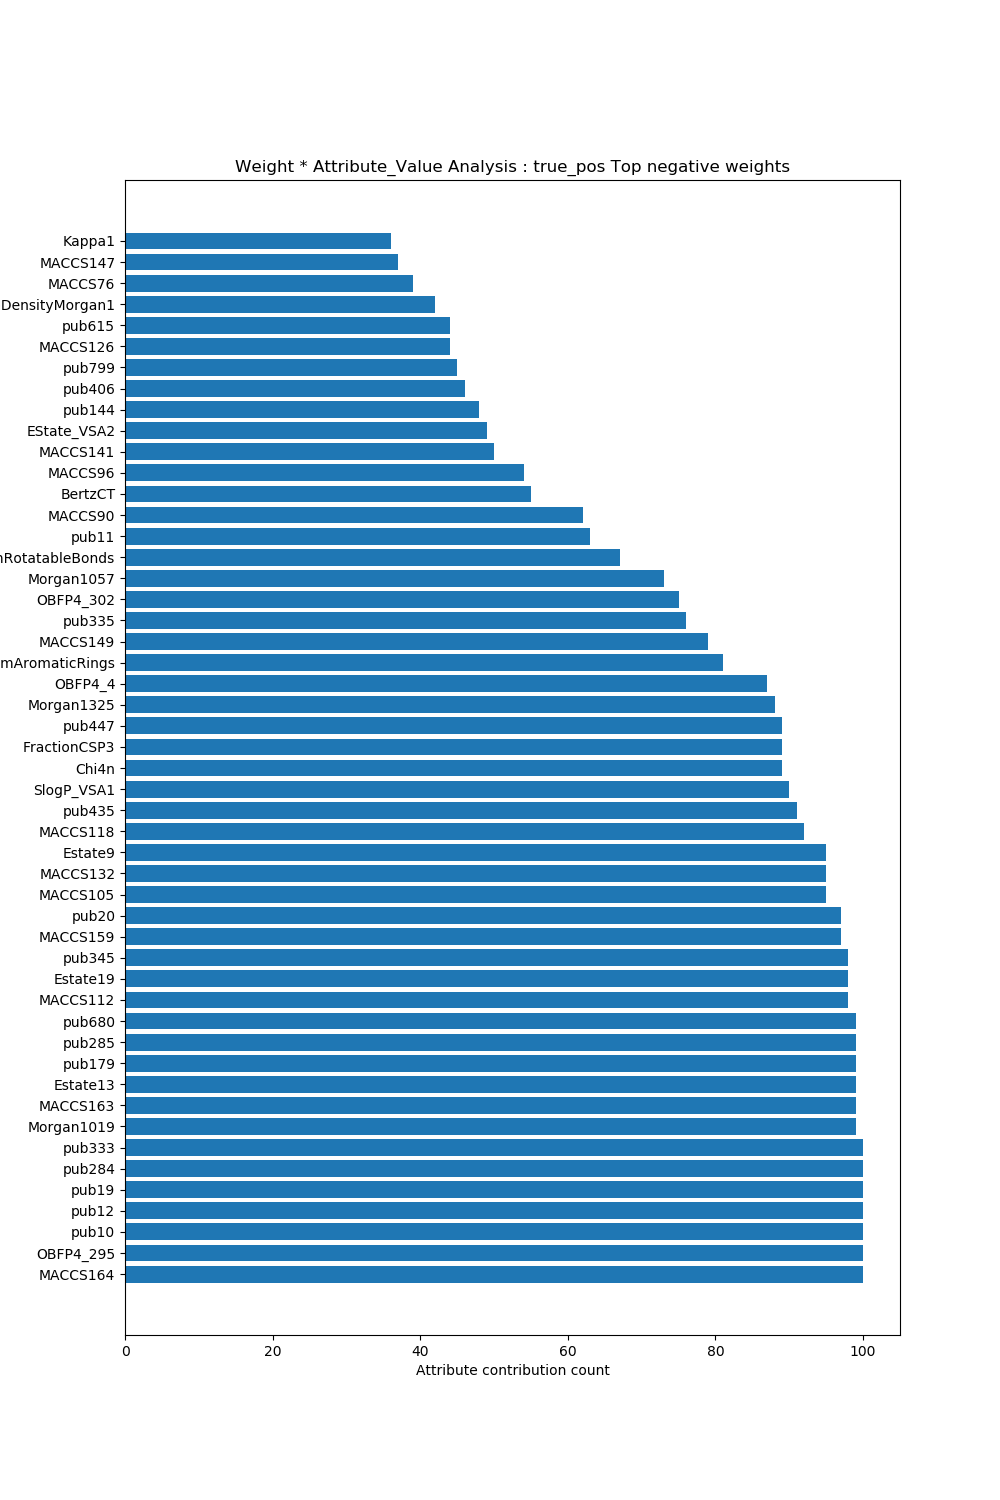 Weight * Attribute_Value Analysis : true_pos Top negative weights
Kappa1
MACCS147
MACCS76
DensityMorgan1
pub615
MACCS126
pub799
pub406
pub144
EState_VSA2
MACCS141
MACCS96
BertzCT
MACCS90
pub11
RotatableBonds
Morgan1057
OBFP4_302
pub335
MACCS149
mAromaticRings
OBFP4_4
Morgan1325
pub447
FractionCSP3
Chi4n
SlogP_VSA1
pub435
MACCS118
Estate9
MACCS132
MACCS105
pub20
MACCS159
pub345
Estate19
MACCS112
pub680
pub285
pub179
Estate13
MACCS163
Morgan1019
pub333
pub284
pub19
pub12
pub10
OBFP4_295
MACCS164
0 20 40 60 80 100
Attribute contribution count